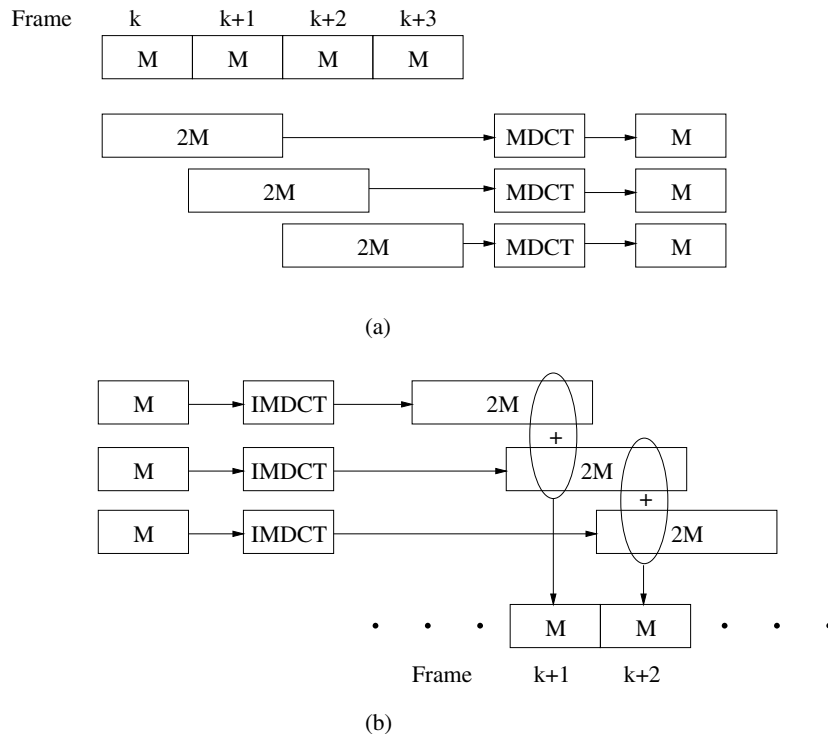 Frame k k+1 k+2 k+3
M M M M
2M MDCT M
2M MDCT M
2M MDCT M
(a)
M IMDCT 2M
+
M IMDCT 2M
+
M IMDCT 2M
• • • M M • • •
Frame k+1 k+2
(b)